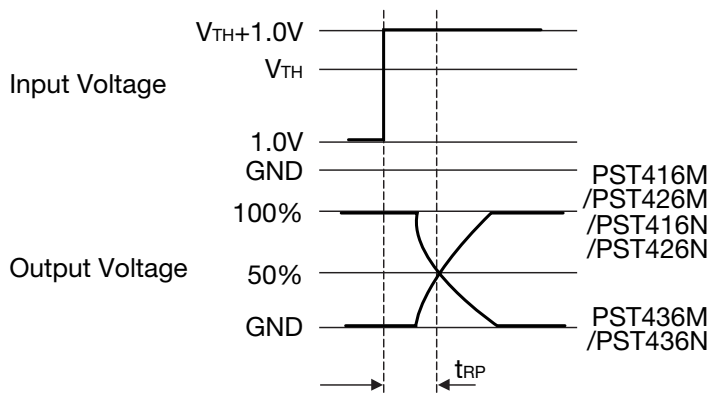 VTH+1.0V
VTH
Input Voltage
1.0V
GND
PST416M
/PST426M
100%
/PST416N
/PST426N
Output Voltage
50%
GND
PST436M
/PST436N
tRP